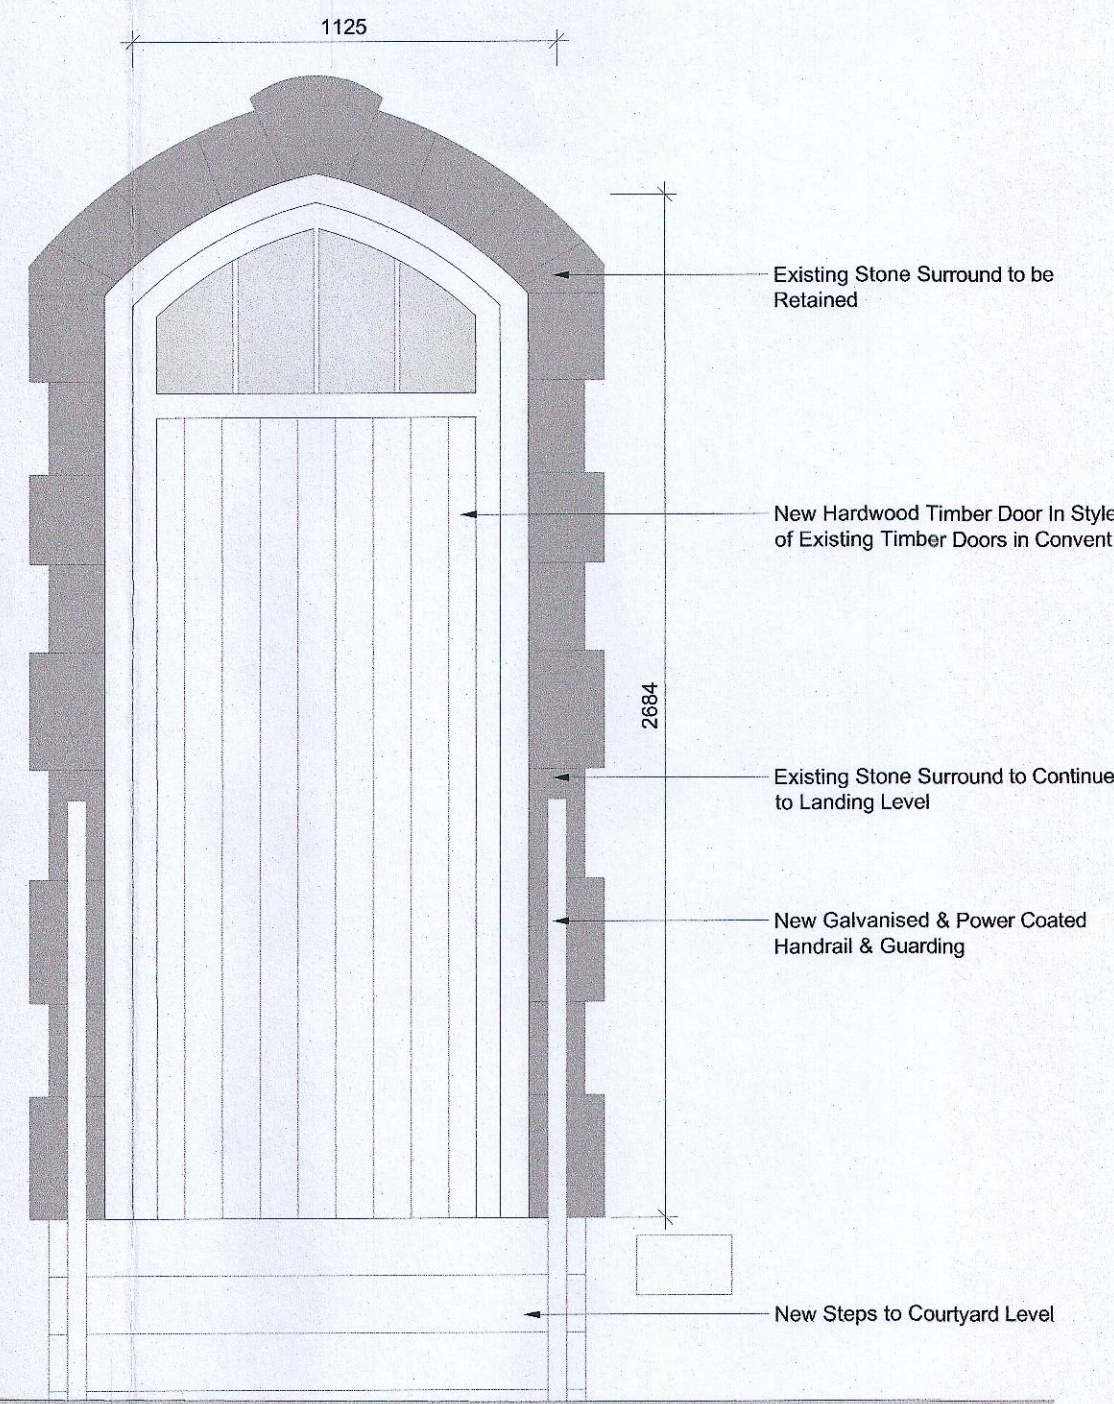 1125
Existing Stone Surround to be
Retained
New Hardwood Timber Door In Style
of Existing Timber Doors in Convent
2684
Existing Stone Surround to Continue
to Landing Level
New Galvanised & Power Coated
Handrail & Guarding
New Steps to Courtyard Level